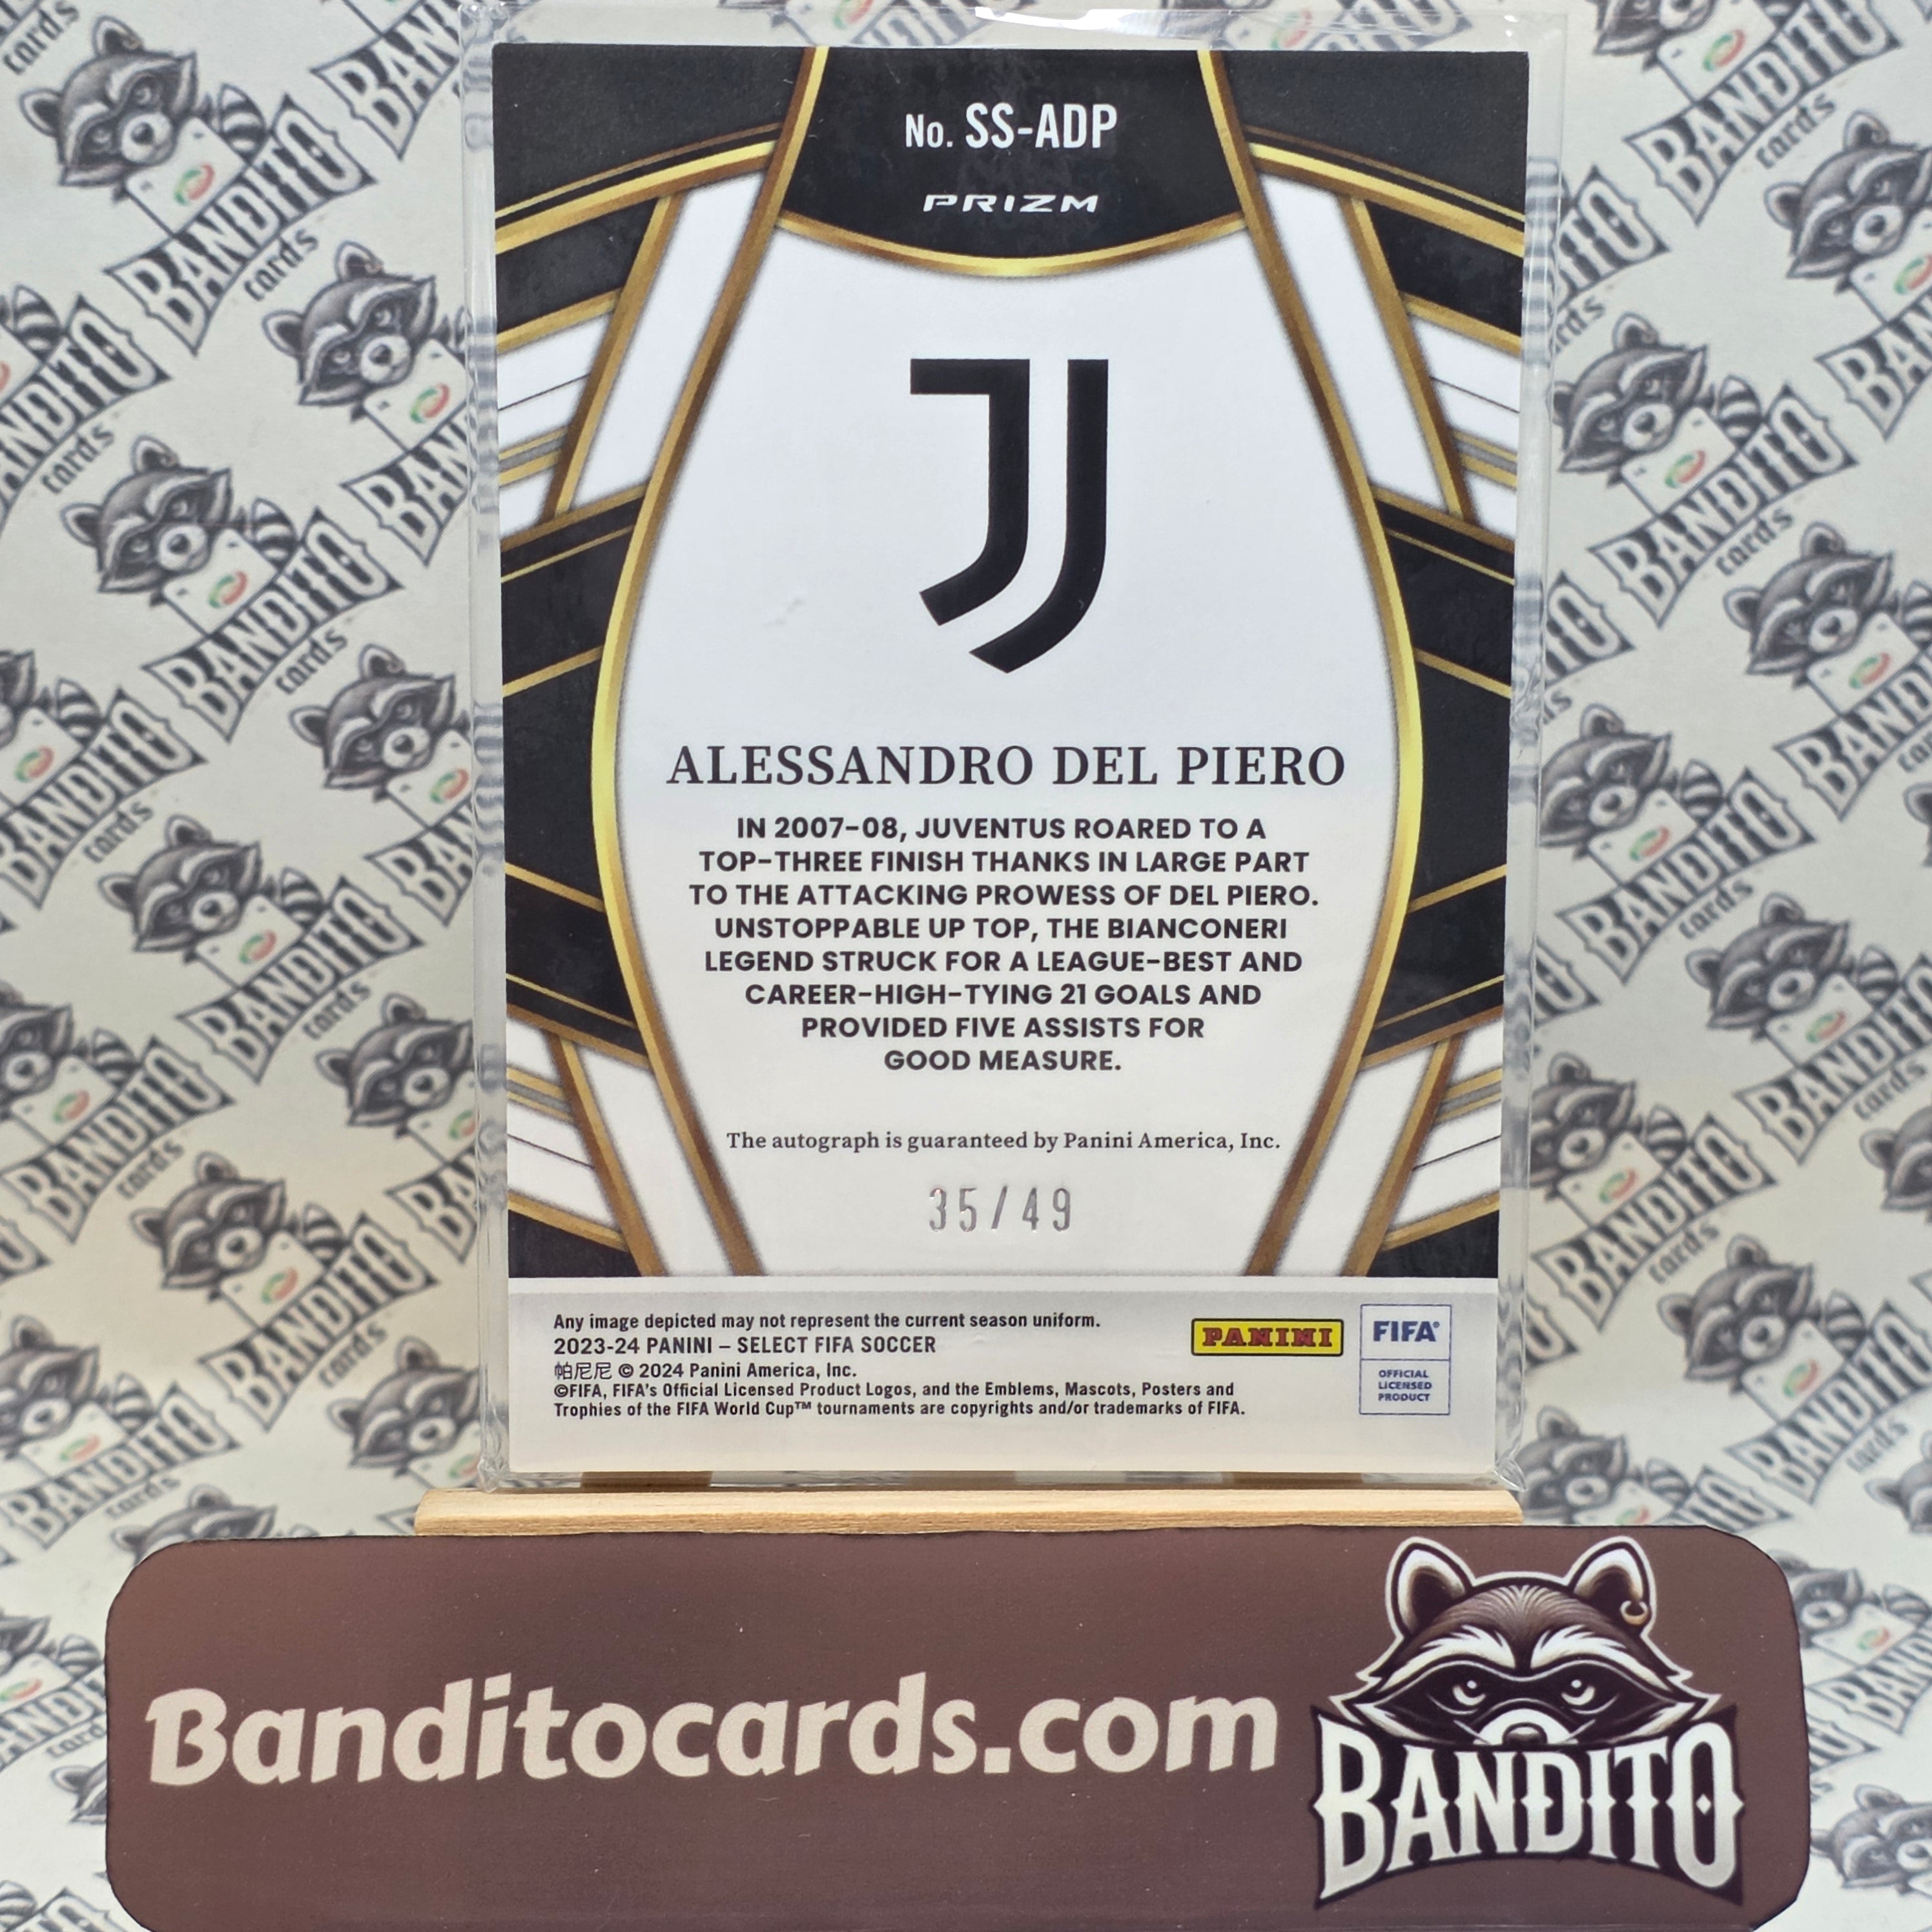 No. SS-ADP
PRIZM
ALESSANDRO DEL PIERO
IN 2007-08, JUVENTUS ROARED TO A
TOP-THREE FINISH THANKS IN LARGE PART
TO THE ATTACKING PROWESS OF DEL PIERO.
UNSTOPPABLE UP TOP, THE BIANCONERI
LEGEND STRUCK FOR A LEAGUE-BEST AND
CAREER-HIGH-TYING 21 GOALS AND
PROVIDED FIVE ASSISTS FOR
GOOD MEASURE.
The autograph is guaranteed by Panini America, Inc.
35/49
Any image depicted may not represent the current season uniform.
2023-24 PANINI – SELECT FIFA SOCCER
帕尼尼 © 2024 Panini America, Inc.
©FIFA, FIFA's Official Licensed Product Logos, and the Emblems, Mascots, Posters and
Trophies of the FIFA World Cup™ tournaments are copyrights and/or trademarks of FIFA.
PANINI
FIFA®
OFFICIAL
LICENSED
PRODUCT
Banditocards.com
BANDITO
BANDITO
cards